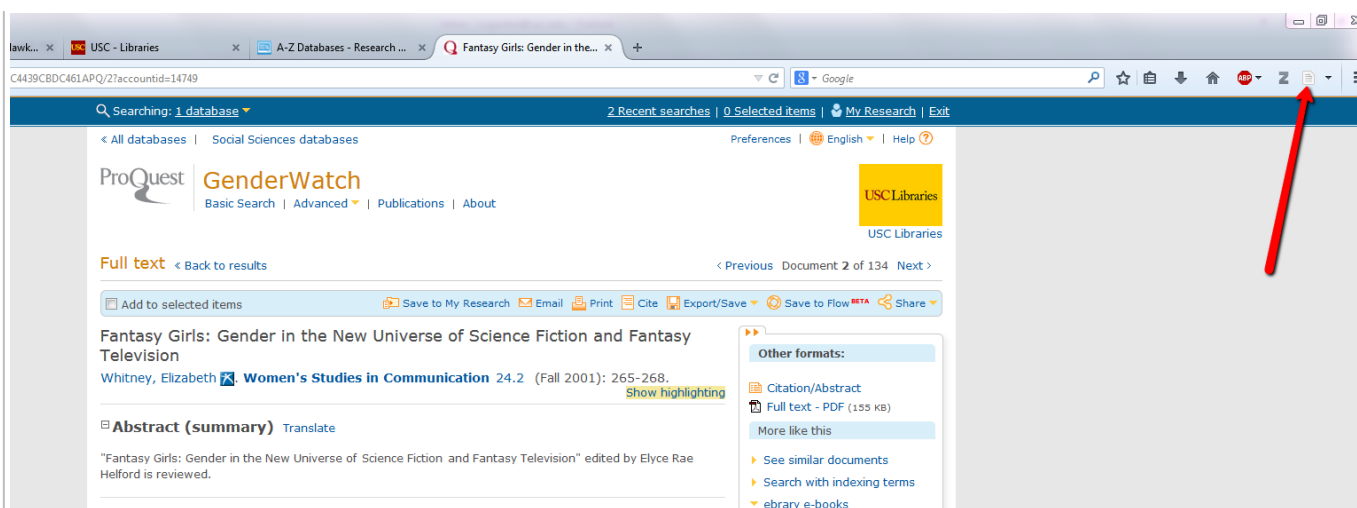 lawk... × USC USC - Libraries × A-Z Databases - Research ... × Fantasy Girls: Gender in the... × +
C4439CBDC461APQ/2?accountid=14749 8 Google ABP Z
Searching: 1 database 2 Recent searches | 0 Selected items | My Research | Exit
« All databases | Social Sciences databases Preferences | English | Help ?
ProQuest GenderWatch USC Libraries
Basic Search | Advanced | Publications | About
USC Libraries
Full text < Back to results < Previous Document 2 of 134 Next >
Add to selected items Save to My Research Email Print Cite Export/Save Save to Flow BETA Share
Fantasy Girls: Gender in the New Universe of Science Fiction and Fantasy
Television
Whitney, Elizabeth. Women's Studies in Communication 24.2 (Fall 2001): 265-268.
Show highlighting
Abstract (summary) Translate
"Fantasy Girls: Gender in the New Universe of Science Fiction and Fantasy Television" edited by Elyce Rae
Helford is reviewed.
Other formats:
Citation/Abstract
Full text - PDF (155 KB)
More like this
See similar documents
Search with indexing terms
ebrary e-books